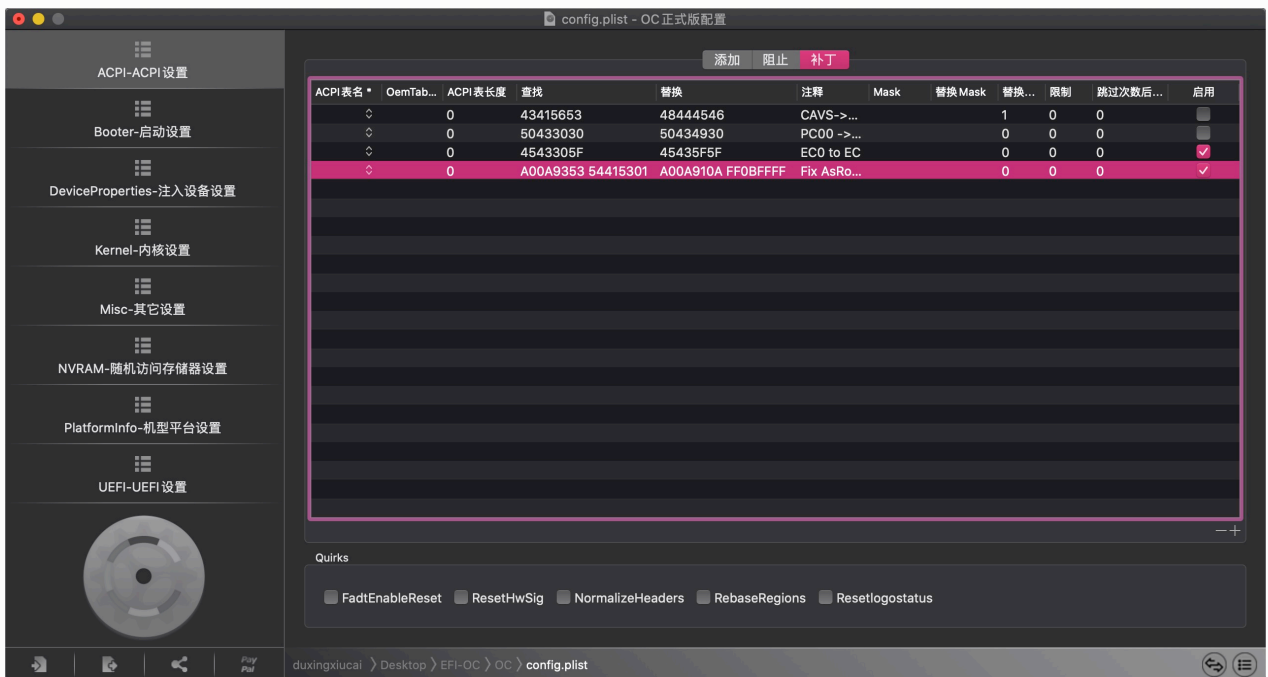 config.plist - OC正式版配置
ACPI-ACPI设置
Booter-启动设置
DeviceProperties-注入设备设置
Kernel-内核设置
Misc-其它设置
NVRAM-随机访问存储器设置
PlatformInfo-机型平台设置
UEFI-UEFI设置
添加 阻止 补丁
ACPI表名 * OemTab... ACPI表长度 查找 替换 注释 Mask 替换Mask 替换... 限制 跳过次数后... 启用
0 43415653 48444546 CAVS->... 1 0 0
0 50433030 50434930 PC00 ->... 0 0 0
0 4543305F 45435F5F EC0 to EC 0 0 0
0 A00A9353 54415301 A00A910A FF0BFFFF Fix AsRo... 0 0 0
Quirks
FadtEnableReset ResetHwSig NormalizeHeaders RebaseRegions Resetlogostatus
Pay
Pal
duxingxiucai 〉Desktop 〉EFI-OC 〉OC 〉config.plist